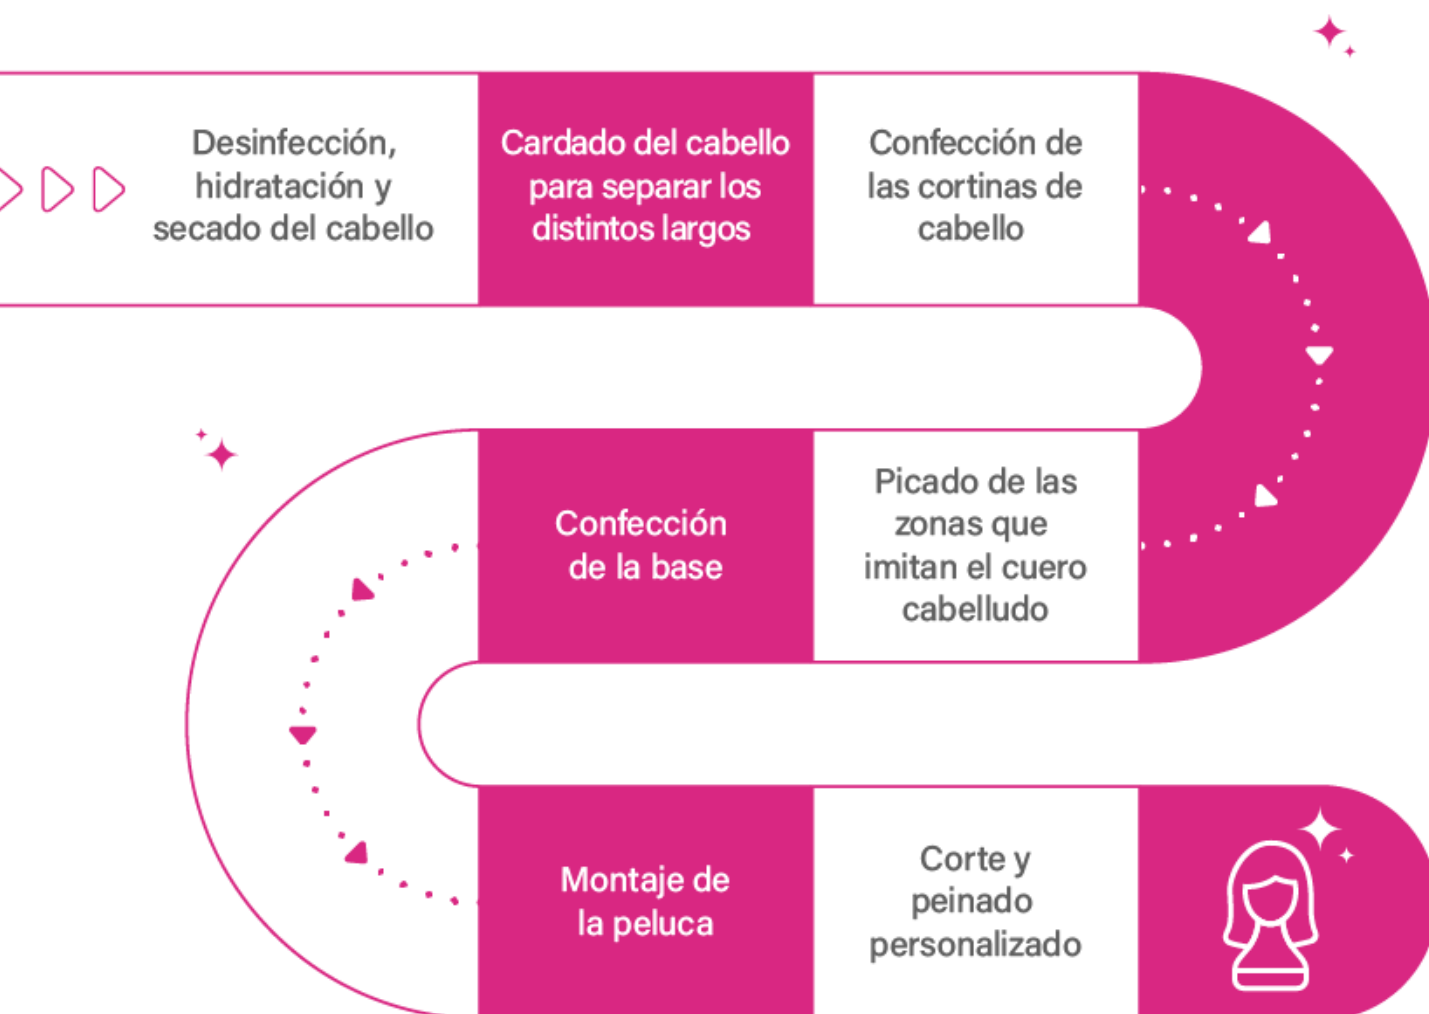 Desinfección,
hidratación y
secado del cabello
Cardado del cabello
para separar los
distintos largos
Confección de
las cortinas de
cabello
Picado de las
zonas que
imitan el cuero
cabelludo
Confección
de la base
Montaje de
la peluca
Corte y
peinado
personalizado